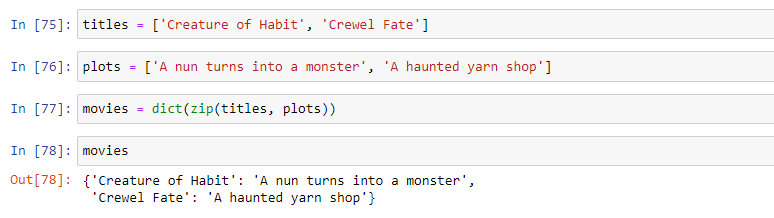 In [75]: titles = ['Creature of Habit', 'Crewel Fate']
In [76]: plots = ['A nun turns into a monster', 'A haunted yarn shop']
In [77]: movies = dict(zip(titles, plots))
In [78]: movies
Out[78]: {'Creature of Habit': 'A nun turns into a monster',
'Crewel Fate': 'A haunted yarn shop'}